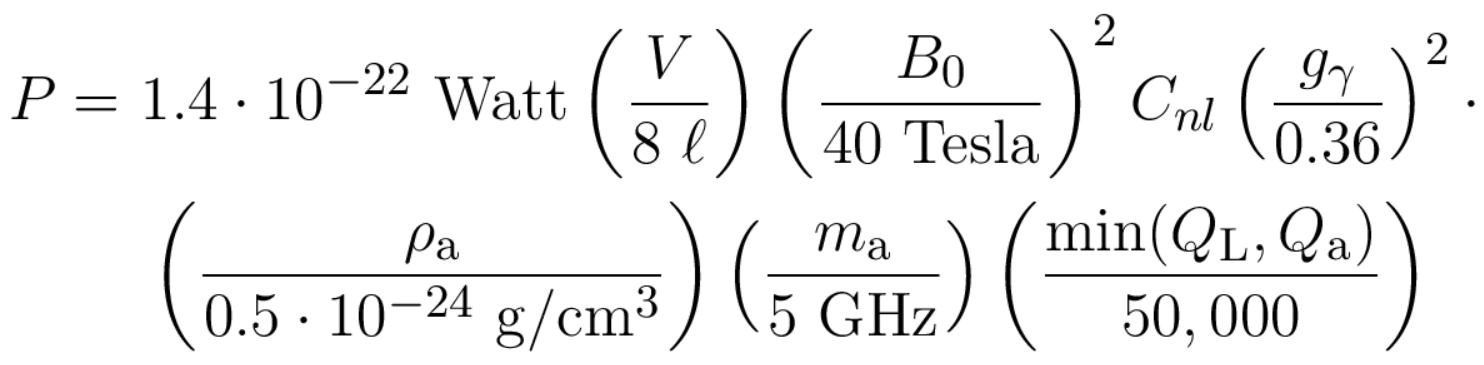 P = 1.4 · 10^{−22} Watt (V / 8 ℓ) (B_0 / 40 Tesla)^2 C_{nl} (g_γ / 0.36)^2 ·
(ρ_a / 0.5 · 10^{−24} g/cm^3) (m_a / 5 GHz) (min(Q_L, Q_a) / 50,000)